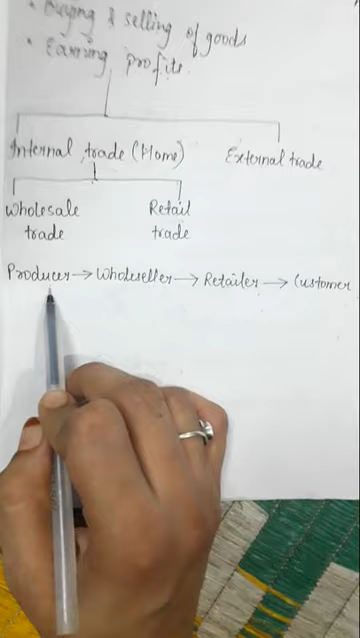 • Buying & selling of goods
• Earning profits.
Internal trade (Home)
External trade
Wholesale trade
Retail trade
Producer → Wholeseller → Retailer → Customer